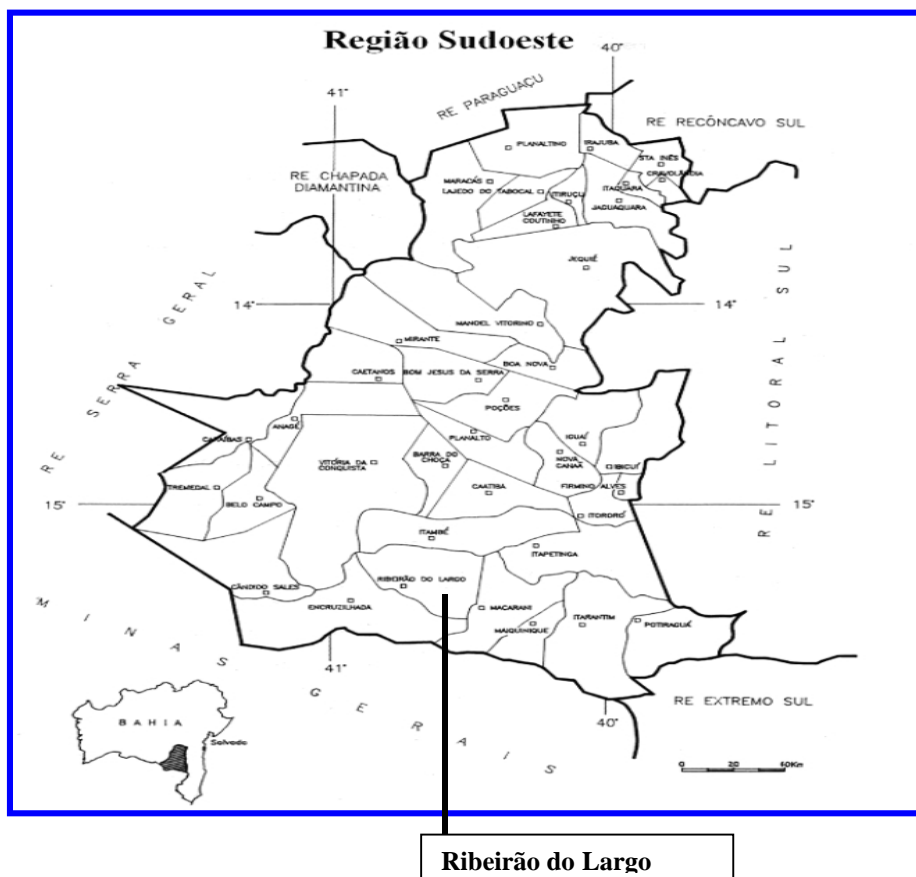 Região Sudoeste
40°
41°
RE PARAGUAÇU
RE RECÔNCAVO SUL
PLANALTINO
IRAJUBA
STA INÊS
RE CHAPADA
DIAMANTINA
CRAVOLÂNDIA
MARACÁS
LAJEDO DO TABOCAL
ITIRUÇU
ITAQUARA
JAGUAQUARA
LAFAYETE
COUTINHO
JEQUIÉ
14°
14°
RE SERRA GERAL
RE LITORAL SUL
MANOEL VITORINO
MIRANTE
BOA NOVA
CAETANOS
BOM JESUS DA SERRA
POÇÕES
ANAGÉ
PLANALTO
IGUAÍ
CARAÍBAS
VITÓRIA DA
CONQUISTA
BARRA DO
CHOÇA
NOVA
CANAÃ
IBICUÍ
TREMEDAL
BELO CAMPO
CAATIBA
FIRMINO ALVES
15°
15°
ITORORÓ
ITAMBÉ
ITAPETINGA
RIBEIRÃO DO LARGO
CÂNDIDO SALES
ENCRUZILHADA
MACARANI
MAIQUINIQUE
ITARANTIM
POTIRAGUÁ
MINAS GERAIS
41°
40°
RE EXTREMO SUL
BAHIA
Salvador
0 20 40Km
Ribeirão do Largo